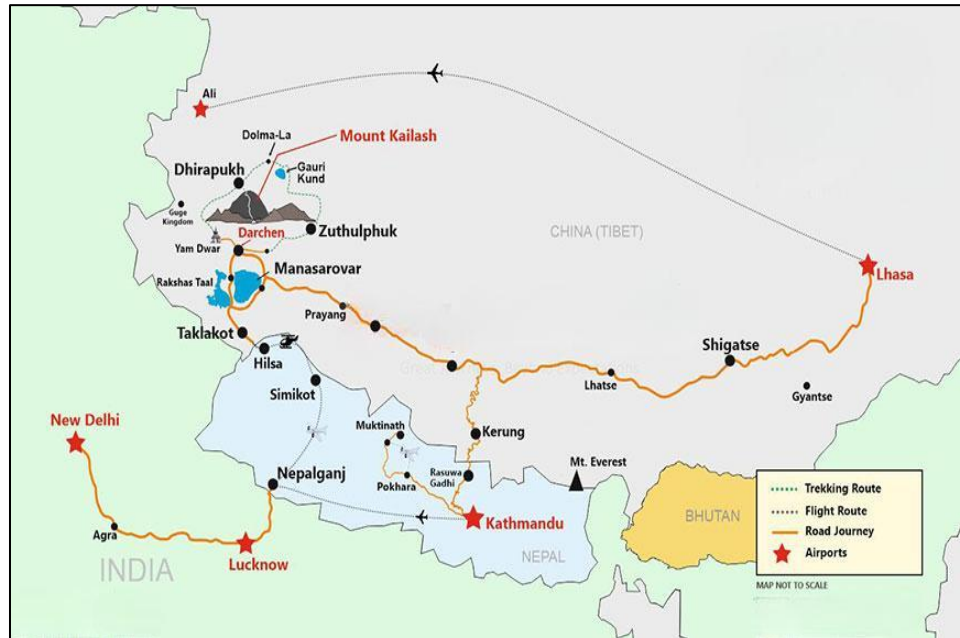 Ali
Dolma-La
Mount Kailash
Dhirapukh
Gauri
Kund
Guge
Kingdom
Zuthulphuk
CHINA (TIBET)
Yam Dwar
Darchen
Manasarovar
Rakshas Taal
Lhasa
Prayang
Taklakot
Hilsa
Shigatse
Lhatse
Gyantse
Simikot
New Delhi
Muktinath
Kerung
Mt. Everest
Nepalganj
Pokhara
Rasuwa
Gadhi
Kathmandu
Agra
Lucknow
INDIA
NEPAL
BHUTAN
Trekking Route
Flight Route
Road Journey
Airports
MAP NOT TO SCALE